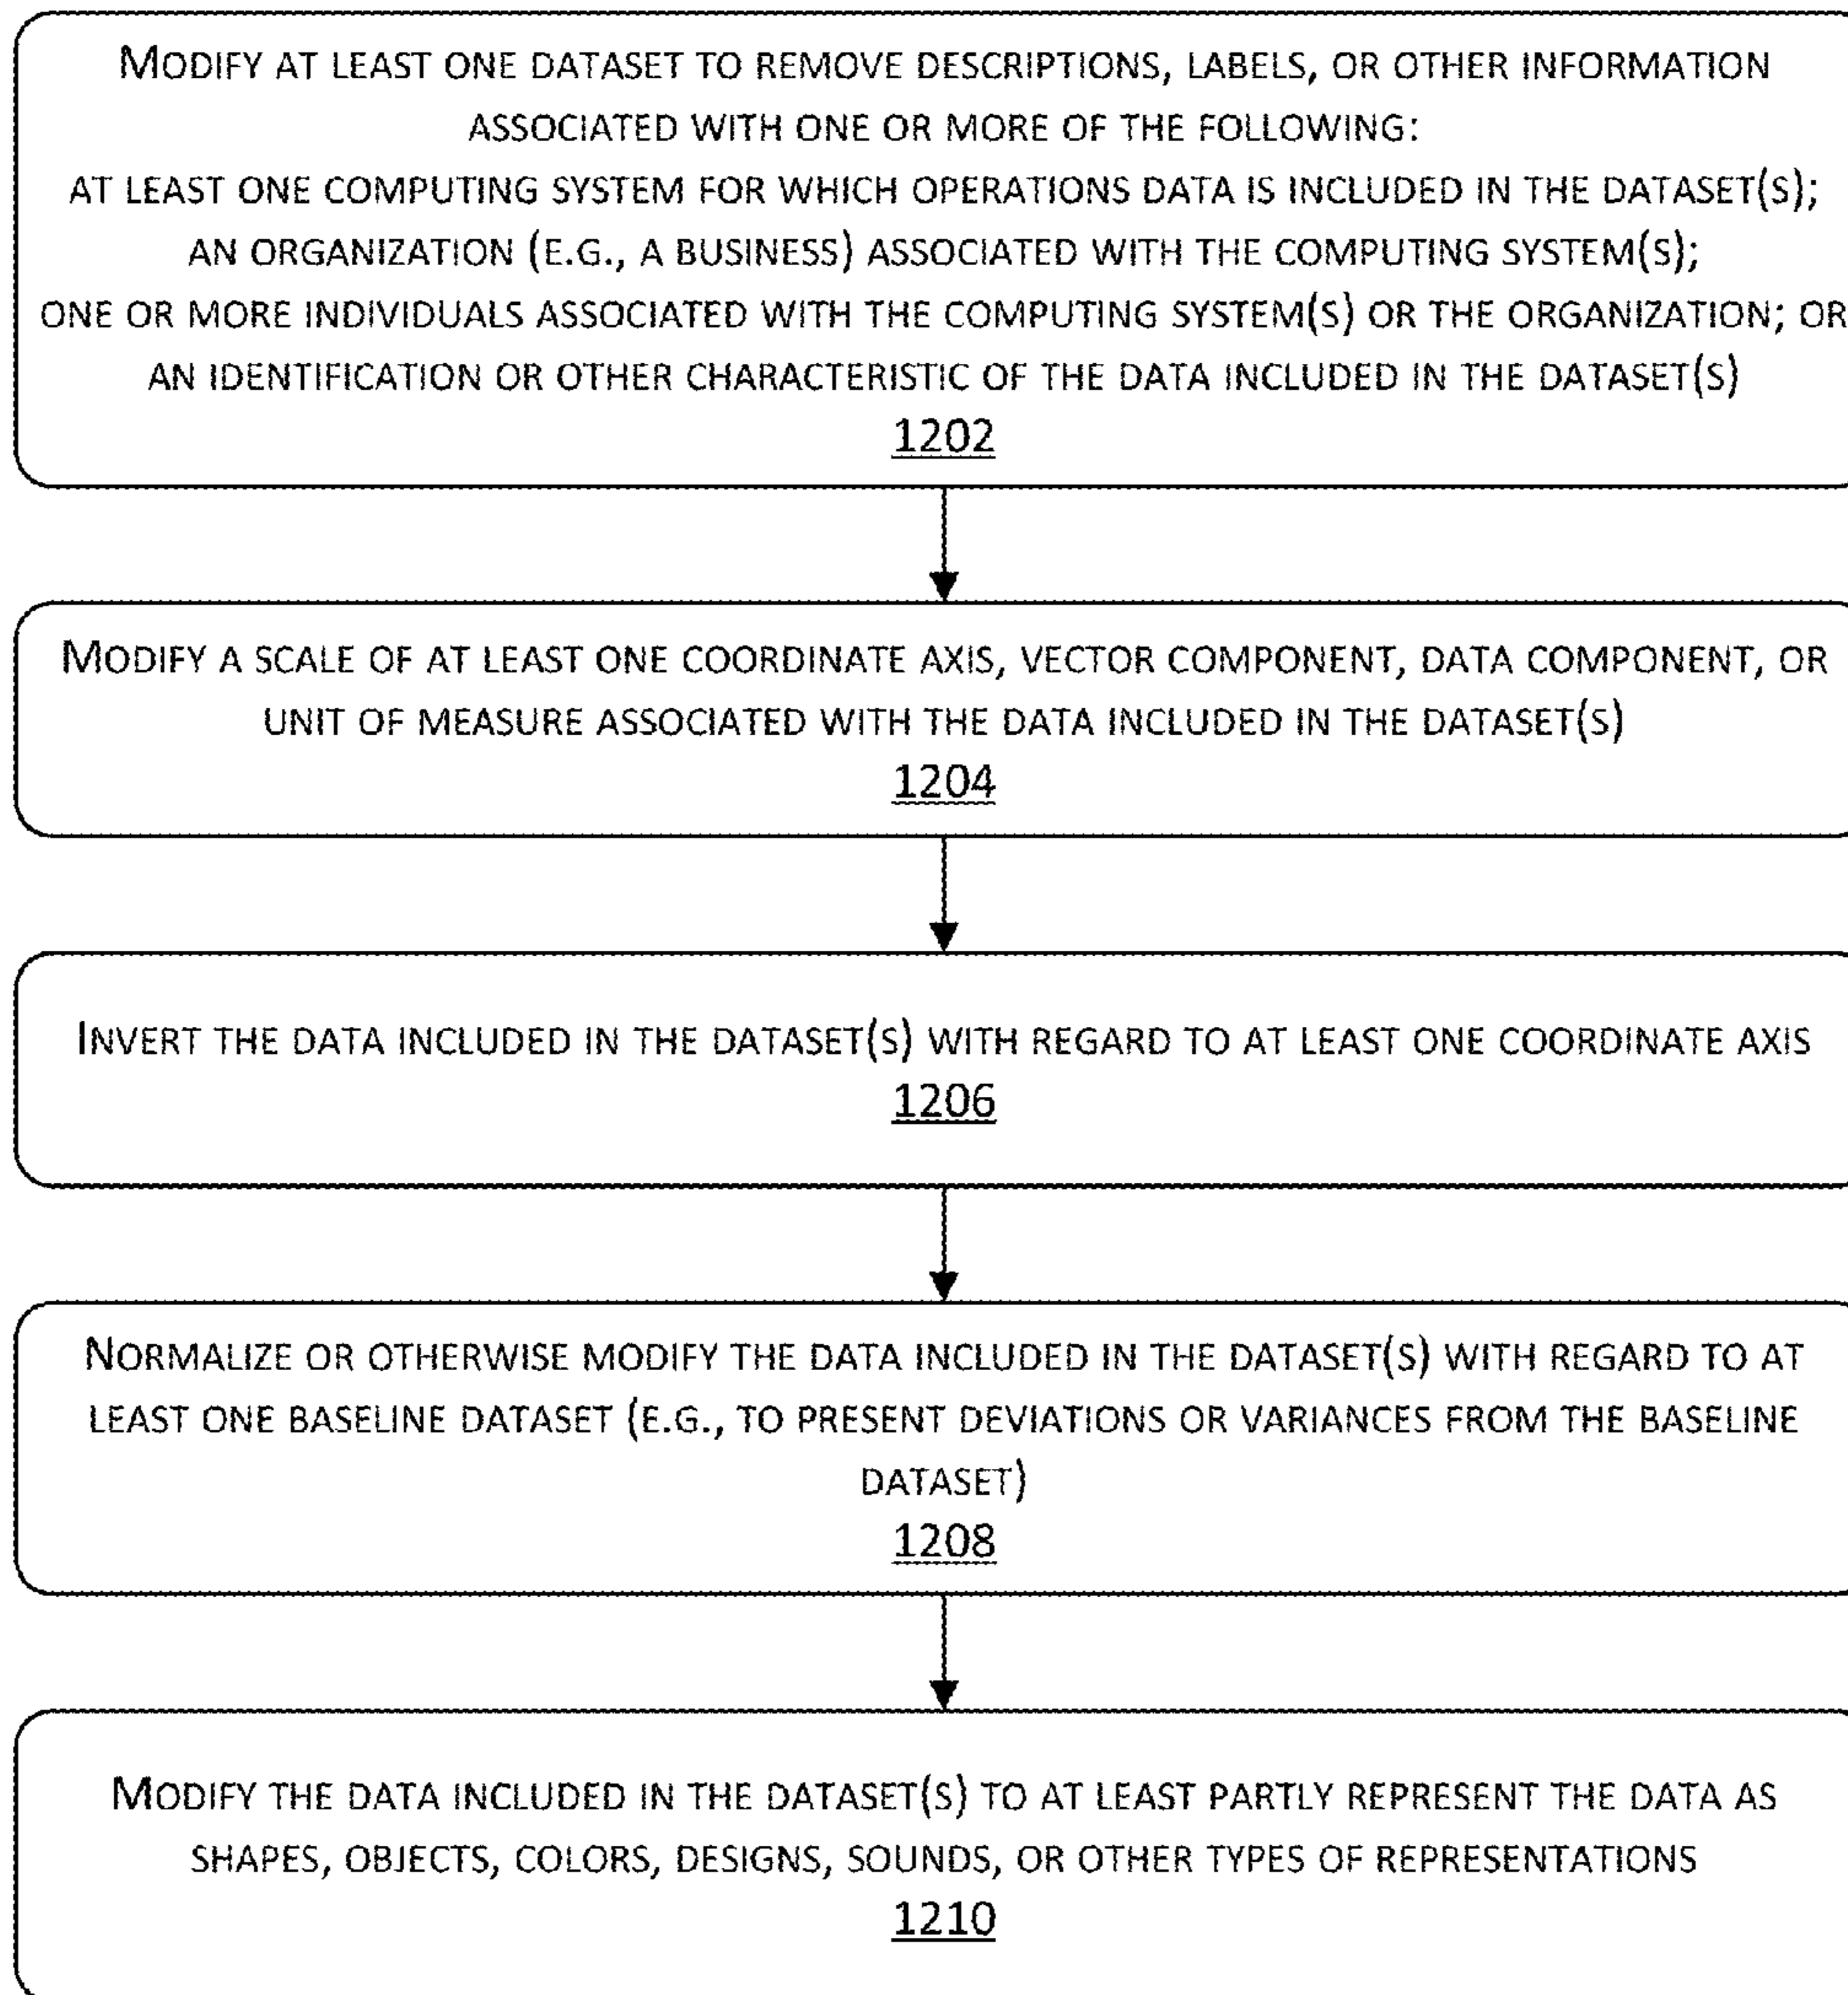 MODIFY AT LEAST ONE DATASET TO REMOVE DESCRIPTIONS, LABELS, OR OTHER INFORMATION
ASSOCIATED WITH ONE OR MORE OF THE FOLLOWING:
AT LEAST ONE COMPUTING SYSTEM FOR WHICH OPERATIONS DATA IS INCLUDED IN THE DATASET(S);
AN ORGANIZATION (E.G., A BUSINESS) ASSOCIATED WITH THE COMPUTING SYSTEM(S);
ONE OR MORE INDIVIDUALS ASSOCIATED WITH THE COMPUTING SYSTEM(S) OR THE ORGANIZATION; OR
AN IDENTIFICATION OR OTHER CHARACTERISTIC OF THE DATA INCLUDED IN THE DATASET(S)
1202
MODIFY A SCALE OF AT LEAST ONE COORDINATE AXIS, VECTOR COMPONENT, DATA COMPONENT, OR
UNIT OF MEASURE ASSOCIATED WITH THE DATA INCLUDED IN THE DATASET(S)
1204
INVERT THE DATA INCLUDED IN THE DATASET(S) WITH REGARD TO AT LEAST ONE COORDINATE AXIS
1206
NORMALIZE OR OTHERWISE MODIFY THE DATA INCLUDED IN THE DATASET(S) WITH REGARD TO AT
LEAST ONE BASELINE DATASET (E.G., TO PRESENT DEVIATIONS OR VARIANCES FROM THE BASELINE
DATASET)
1208
MODIFY THE DATA INCLUDED IN THE DATASET(S) TO AT LEAST PARTLY REPRESENT THE DATA AS
SHAPES, OBJECTS, COLORS, DESIGNS, SOUNDS, OR OTHER TYPES OF REPRESENTATIONS
1210